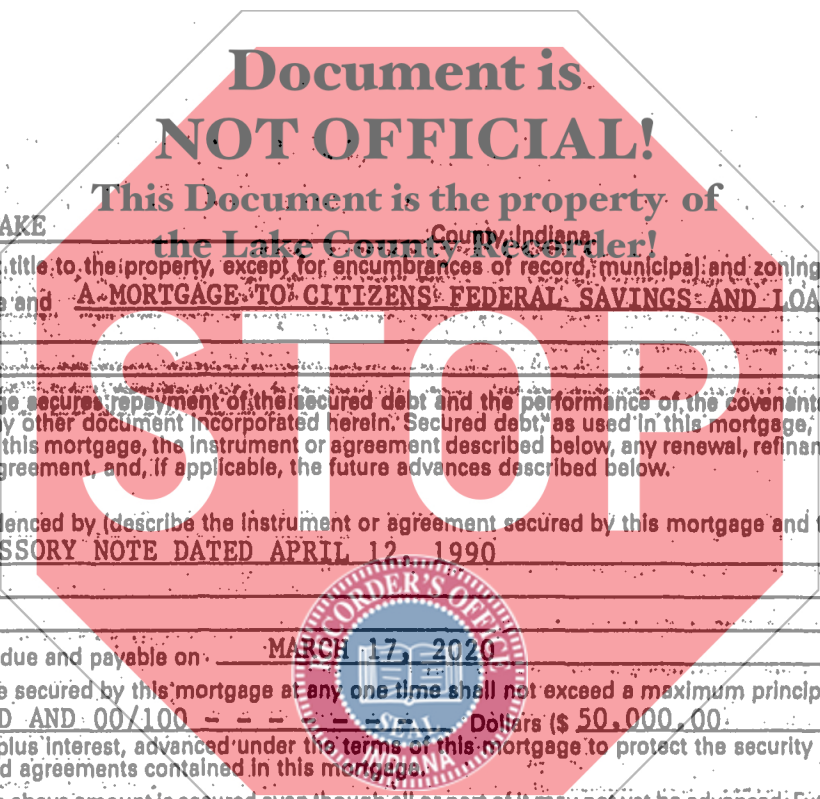 Document is
NOT OFFICIAL!
This Document is the property of
the Lake County Recorder!
AKE County, Indiana
title to the property, except for encumbrances of record, municipal and zoning
and A MORTGAGE TO CITIZENS FEDERAL SAVINGS AND LOA
STOP
secures repayment of the secured debt and the performance of the covenants
y other document incorporated herein. Secured debt, as used in this mortgage,
this mortgage, the instrument or agreement described below, any renewal, refinan
greement, and, if applicable, the future advances described below.
denced by (describe the instrument or agreement secured by this mortgage and
SSORY NOTE DATED APRIL 12, 1990
RECORDER'S OFFICE
due and payable on MARCH 17, 2020
e secured by this mortgage at any one time shall not exceed a maximum princip
D AND 00/100 - - - - - - - - Dollars ($ 50,000.00
SEAL
plus interest, advanced under the terms of this mortgage to protect the security
d agreements contained in this mortgage.